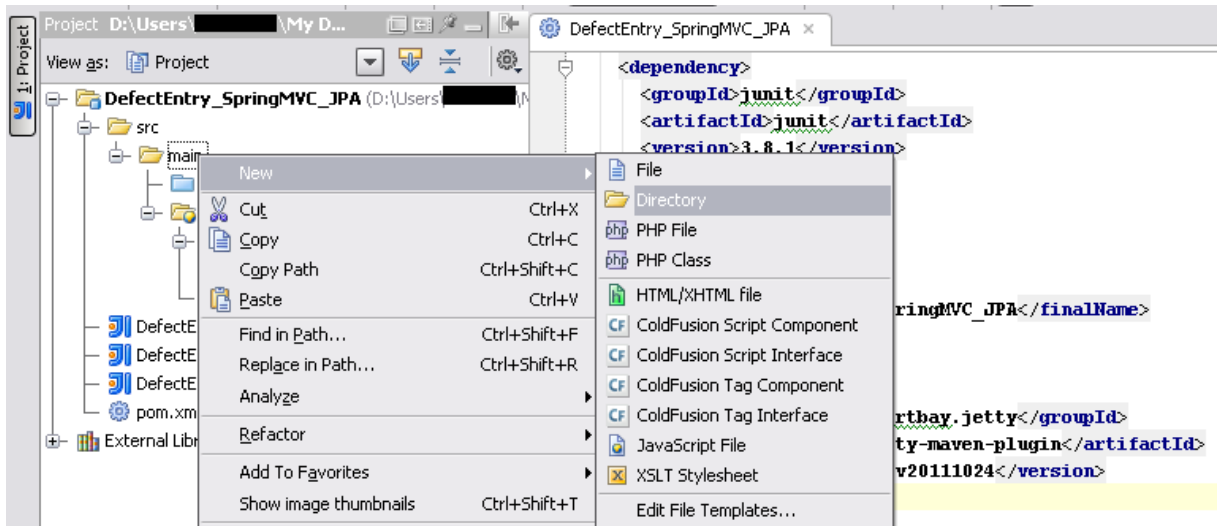 Project D:\Users\ \My D...
1: Project
View as: Project
DefectEntry_SpringMVC_JPA (D:\Users\
src
main
DefectE
DefectE
DefectE
pom.xm
External Libr
New
Cut Ctrl+X
Copy Ctrl+C
Copy Path Ctrl+Shift+C
Paste Ctrl+V
Find in Path... Ctrl+Shift+F
Replace in Path... Ctrl+Shift+R
Analyze
Refactor
Add To Favorites
Show image thumbnails Ctrl+Shift+T
File
Directory
PHP File
PHP Class
HTML/XHTML file
ColdFusion Script Component
ColdFusion Script Interface
ColdFusion Tag Component
ColdFusion Tag Interface
JavaScript File
XSLT Stylesheet
Edit File Templates...
DefectEntry_SpringMVC_JPA
<dependency>
<groupId>junit</groupId>
<artifactId>junit</artifactId>
<version>3.8.1</version>
ringMVC_JPA</finalName>
rtbay.jetty</groupId>
ty-maven-plugin</artifactId>
v20111024</version>